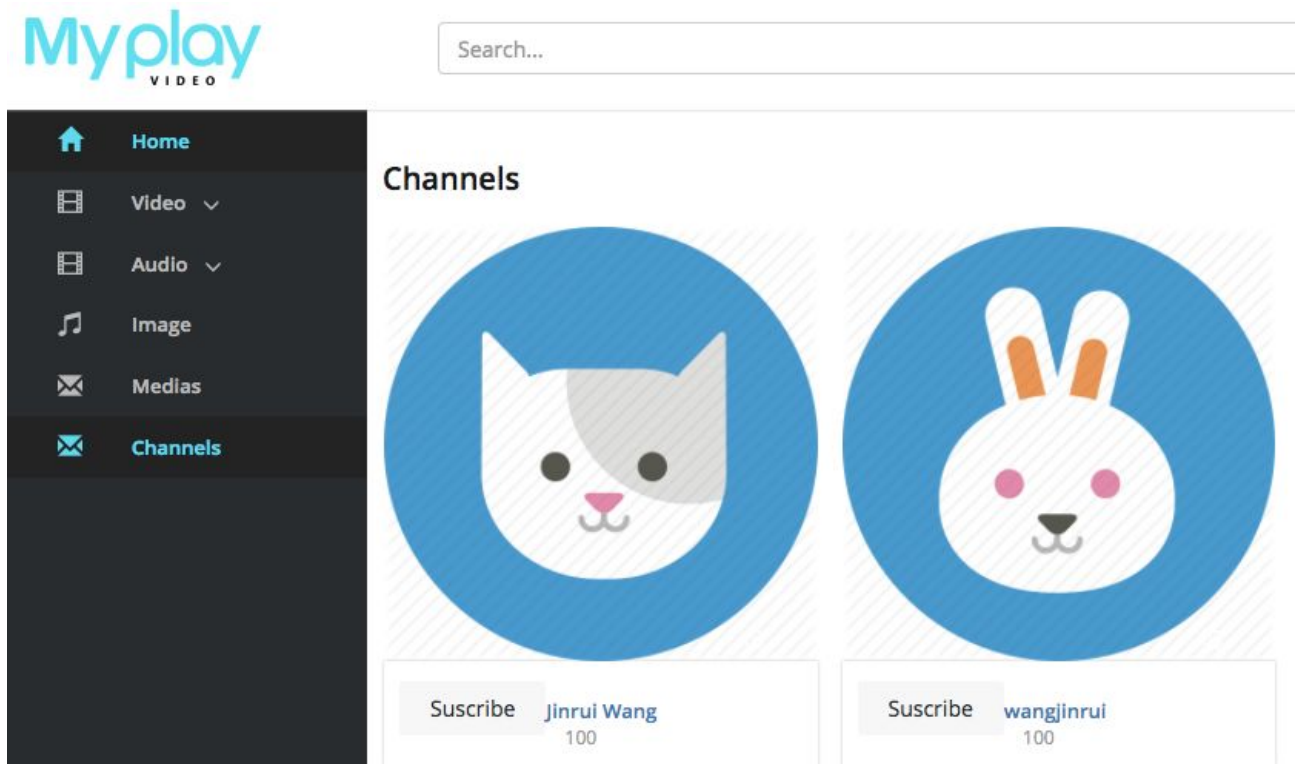 Myplay
VIDEO
Search...
Home
Video
Audio
Image
Medias
Channels
Channels
Suscribe Jinrui Wang
100
Suscribe wangjinrui
100